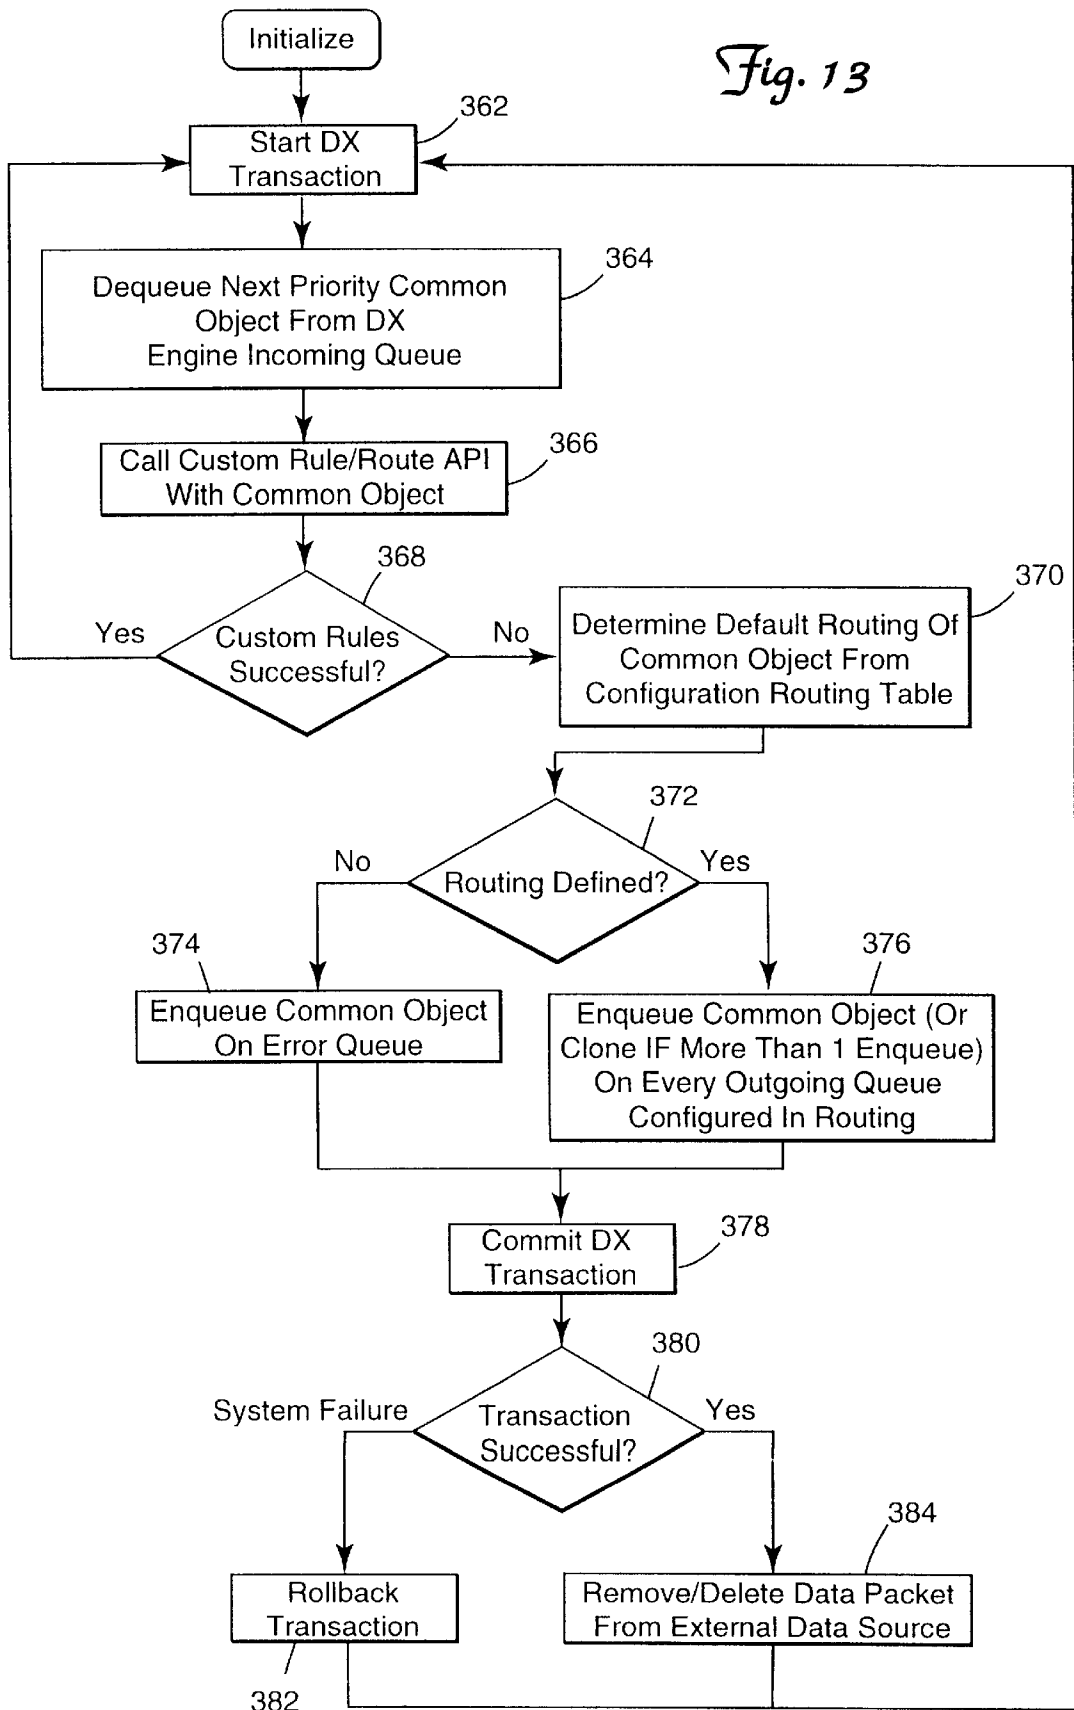 Initialize
Fig. 13
362
Start DX
Transaction
364
Dequeue Next Priority Common
Object From DX
Engine Incoming Queue
366
Call Custom Rule/Route API
With Common Object
368
370
Yes
Custom Rules
Successful?
No
Determine Default Routing Of
Common Object From
Configuration Routing Table
372
No
Routing Defined?
Yes
374
376
Enqueue Common Object
On Error Queue
Enqueue Common Object (Or
Clone IF More Than 1 Enqueue)
On Every Outgoing Queue
Configured In Routing
378
Commit DX
Transaction
380
System Failure
Transaction
Successful?
Yes
384
Rollback
Transaction
Remove/Delete Data Packet
From External Data Source
382